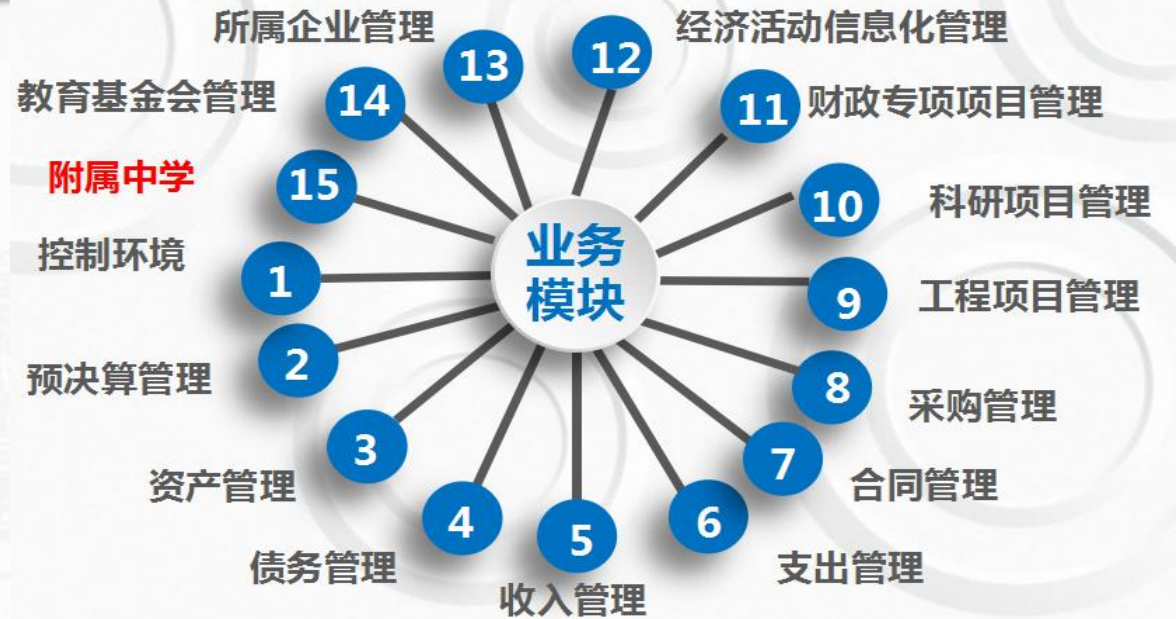 所属企业管理
13
12
经济活动信息化管理
教育基金会管理
14
11
财政专项项目管理
附属中学
15
10
科研项目管理
控制环境
1
业务
模块
9
工程项目管理
预决算管理
2
8
采购管理
资产管理
3
7
合同管理
债务管理
4
5
收入管理
6
支出管理